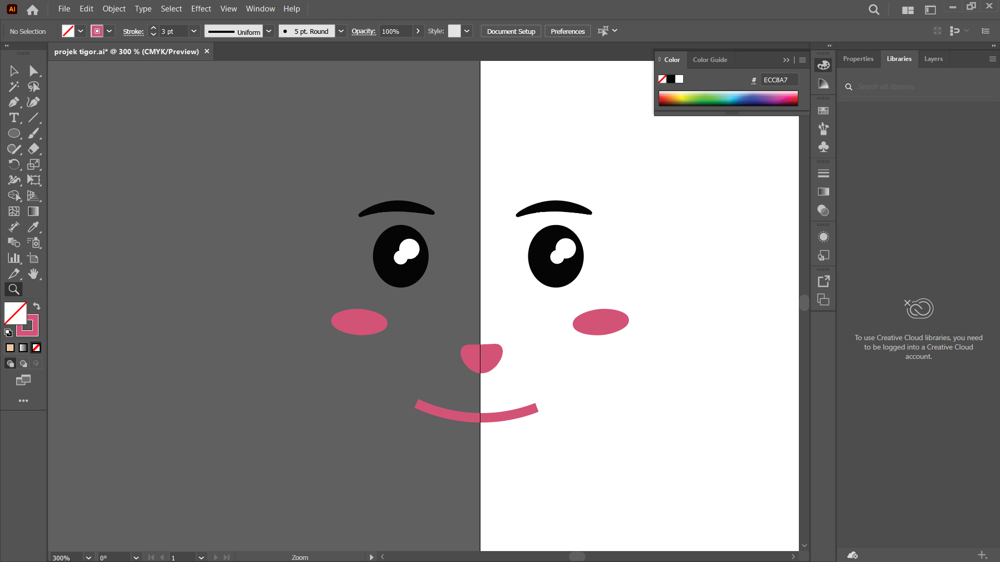 Ai File Edit Object Type Select Effect View Window Help
No Selection Stroke: 3 pt Uniform 5 pt. Round Opacity: 100% Style: Document Setup Preferences
projek tigor.ai* @ 300 % (CMYK/Preview)
Color Color Guide
# ECC8A7
Properties Libraries Layers
Search all libraries
To use Creative Cloud libraries, you need
to be logged into a Creative Cloud
account.
300% 0° 1 Zoom